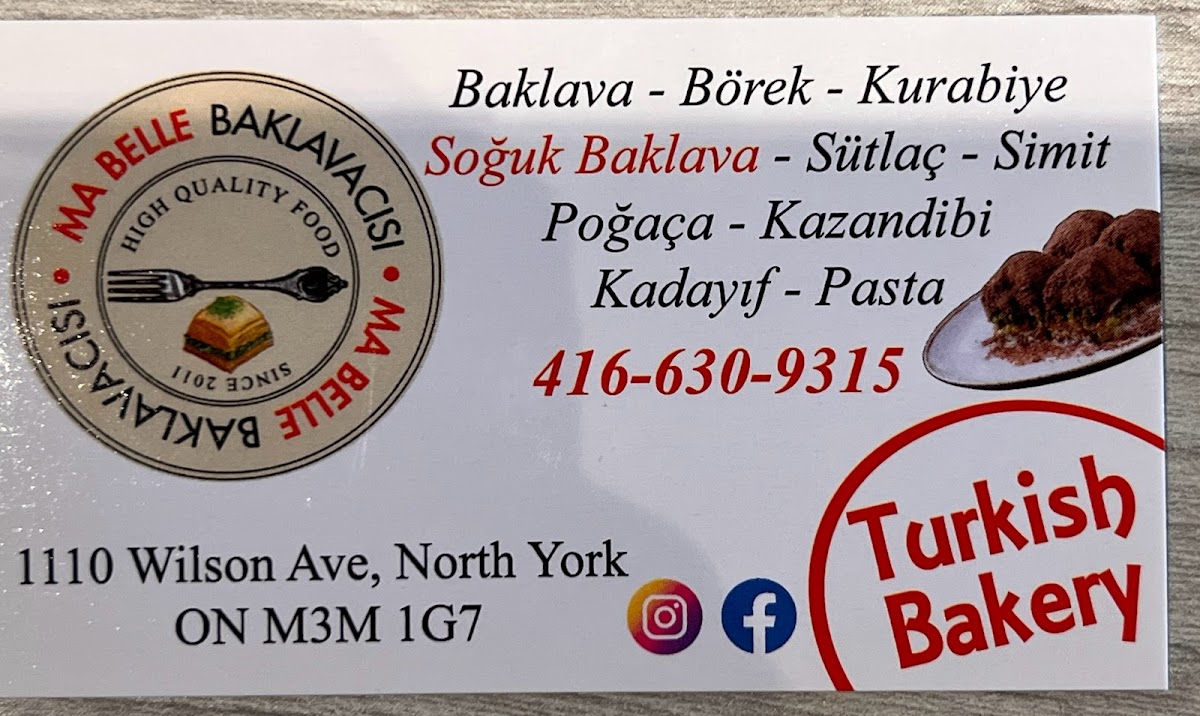 MA BELLE BAKLAVACISI • MA BELLE BAKLAVACISI •
HIGH QUALITY FOOD
SINCE 2011
Baklava - Börek - Kurabiye
Soğuk Baklava - Sütlaç - Simit
Poğaça - Kazandibi
Kadayıf - Pasta
416-630-9315
1110 Wilson Ave, North York
ON M3M 1G7
Turkish
Bakery